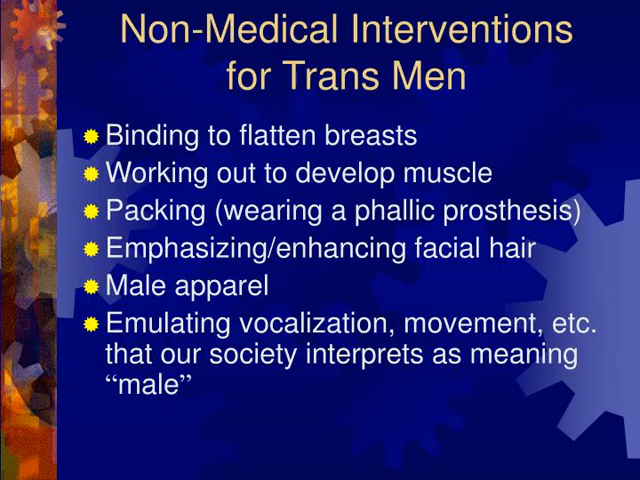 Non-Medical Interventions
for Trans Men
Binding to flatten breasts
Working out to develop muscle
Packing (wearing a phallic prosthesis)
Emphasizing/enhancing facial hair
Male apparel
Emulating vocalization, movement, etc.
that our society interprets as meaning
“male”